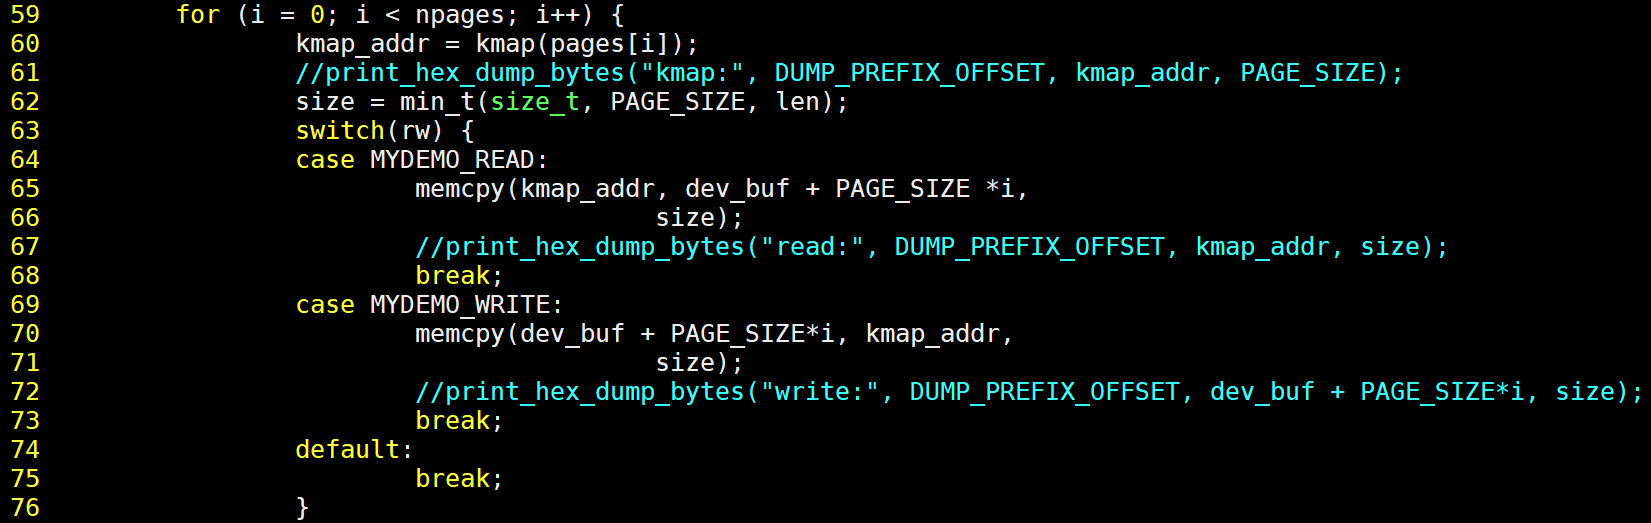 59         for (i = 0; i < npages; i++) {
60                 kmap_addr = kmap(pages[i]);
61                 //print_hex_dump_bytes("kmap:", DUMP_PREFIX_OFFSET, kmap_addr, PAGE_SIZE);
62                 size = min_t(size_t, PAGE_SIZE, len);
63                 switch(rw) {
64                 case MYDEMO_READ:
65                         memcpy(kmap_addr, dev_buf + PAGE_SIZE *i,
66                                         size);
67                         //print_hex_dump_bytes("read:", DUMP_PREFIX_OFFSET, kmap_addr, size);
68                         break;
69                 case MYDEMO_WRITE:
70                         memcpy(dev_buf + PAGE_SIZE*i, kmap_addr,
71                                         size);
72                         //print_hex_dump_bytes("write:", DUMP_PREFIX_OFFSET, dev_buf + PAGE_SIZE*i, size);
73                         break;
74                 default:
75                         break;
76                 }